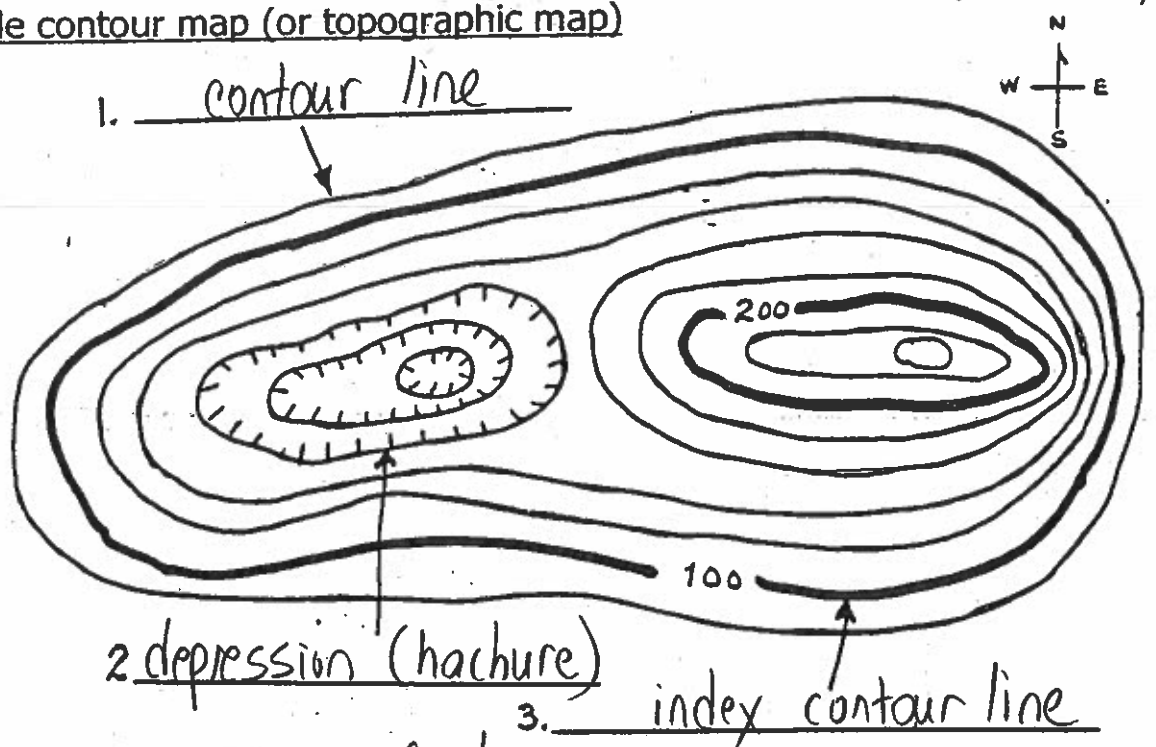 le contour map (or topographic map)
N
W E
S
1. contour line
200
100
2 depression (hachure)
3. index contour line